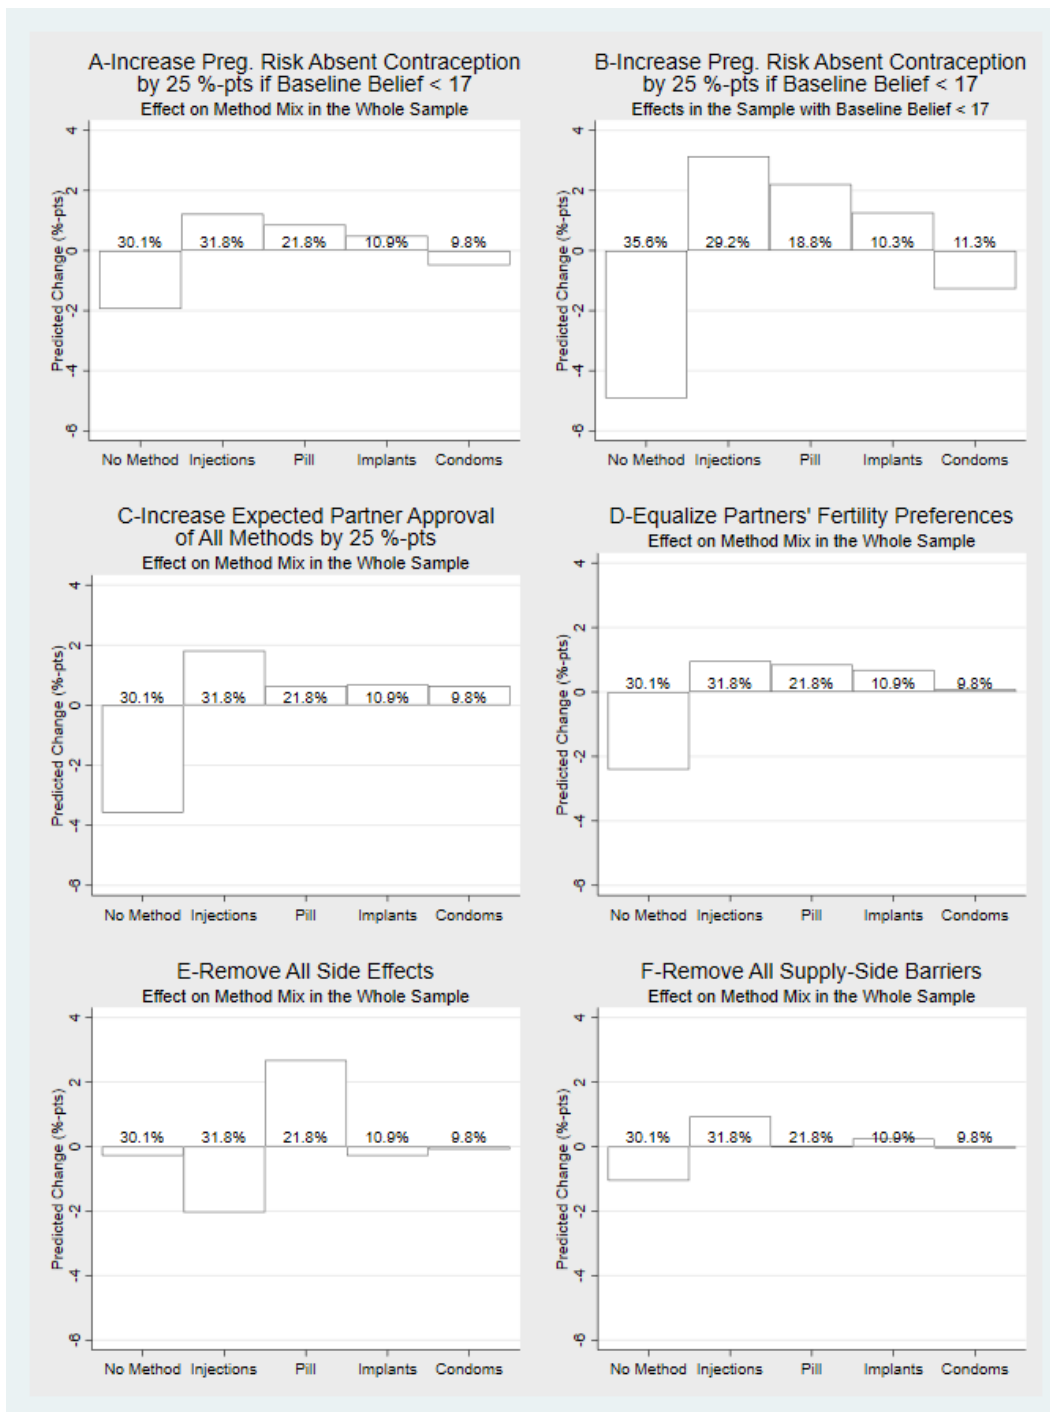 A-Increase Preg. Risk Absent Contraception
by 25 %-pts if Baseline Belief < 17
Effect on Method Mix in the Whole Sample
Predicted Change (%-pts)
4
2
0
-2
-4
-6
30.1% 31.8% 21.8% 10.9% 9.8%
No Method Injections Pill Implants Condoms
B-Increase Preg. Risk Absent Contraception
by 25 %-pts if Baseline Belief < 17
Effects in the Sample with Baseline Belief < 17
Predicted Change (%-pts)
4
2
0
-2
-4
-6
35.6% 29.2% 18.8% 10.3% 11.3%
No Method Injections Pill Implants Condoms
C-Increase Expected Partner Approval
of All Methods by 25 %-pts
Effect on Method Mix in the Whole Sample
Predicted Change (%-pts)
4
2
0
-2
-4
-6
30.1% 31.8% 21.8% 10.9% 9.8%
No Method Injections Pill Implants Condoms
D-Equalize Partners' Fertility Preferences
Effect on Method Mix in the Whole Sample
Predicted Change (%-pts)
4
2
0
-2
-4
-6
30.1% 31.8% 21.8% 10.9% 9.8%
No Method Injections Pill Implants Condoms
E-Remove All Side Effects
Effect on Method Mix in the Whole Sample
Predicted Change (%-pts)
4
2
0
-2
-4
-6
30.1% 31.8% 21.8% 10.9% 9.8%
No Method Injections Pill Implants Condoms
F-Remove All Supply-Side Barriers
Effect on Method Mix in the Whole Sample
Predicted Change (%-pts)
4
2
0
-2
-4
-6
30.1% 31.8% 21.8% 10.9% 9.8%
No Method Injections Pill Implants Condoms